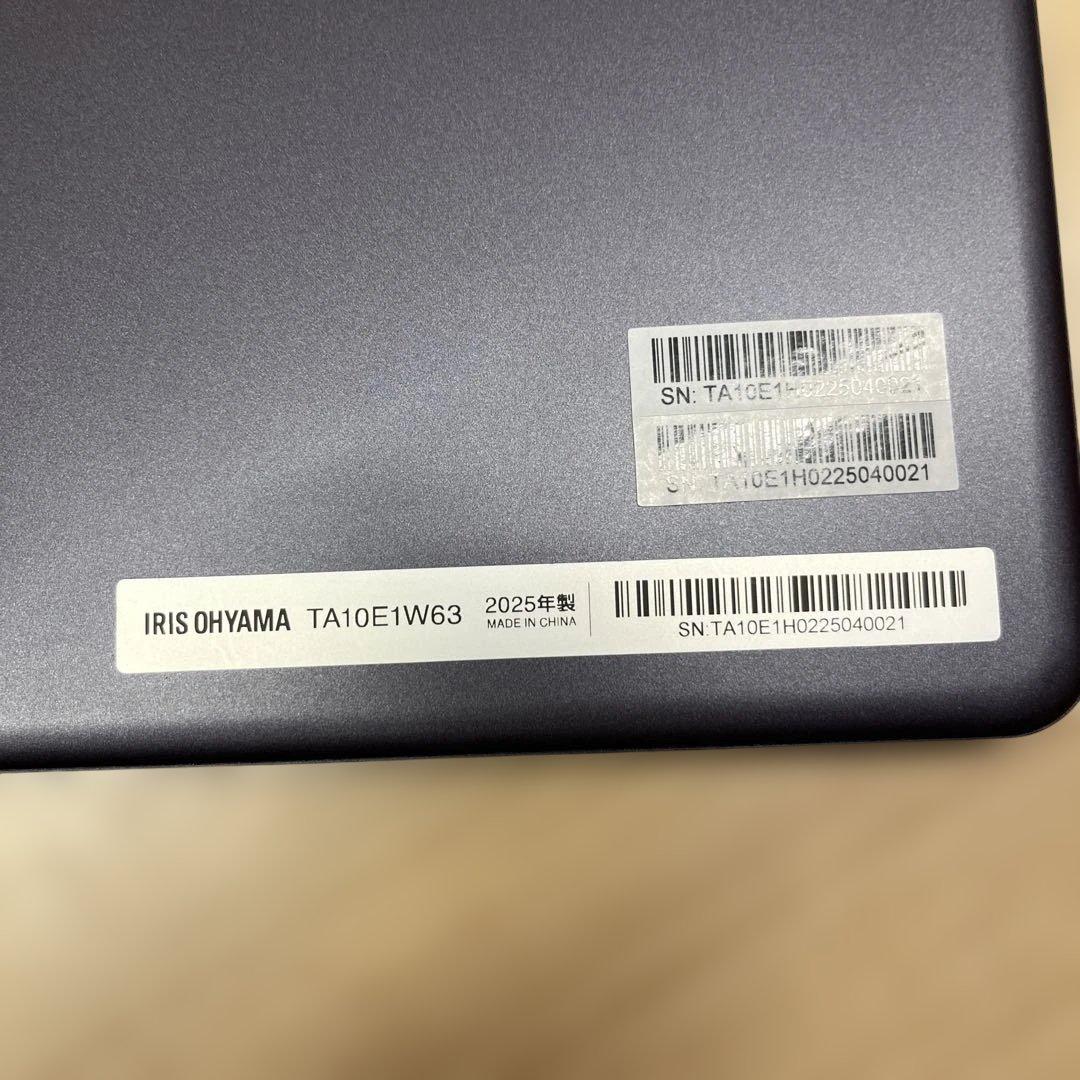 SN: TA10E1H0225040021
SN: TA10E1H0225040021
IRIS OHYAMA TA10E1W63 2025年製
MADE IN CHINA
SN:TA10E1H0225040021